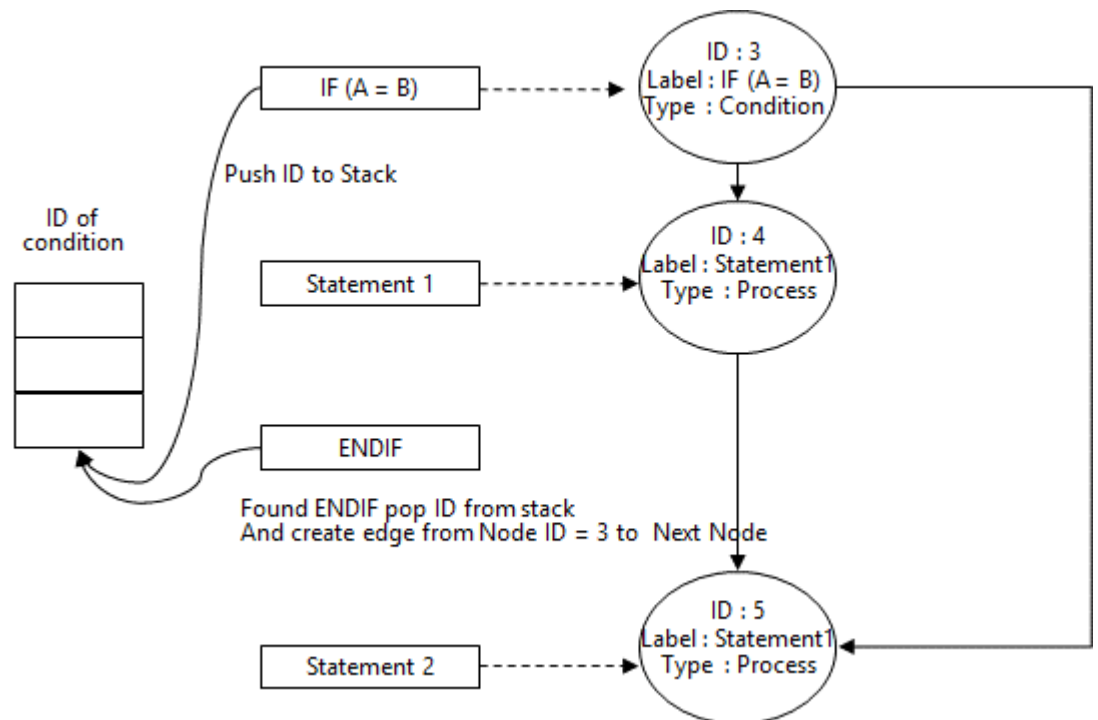 ID : 3
Label : IF (A = B)
Type : Condition
IF (A = B)
Push ID to Stack
ID of
condition
ID : 4
Label : Statement1
Type : Process
Statement 1
ENDIF
Found ENDIF pop ID from stack
And create edge from Node ID = 3 to Next Node
ID : 5
Label : Statement1
Type : Process
Statement 2